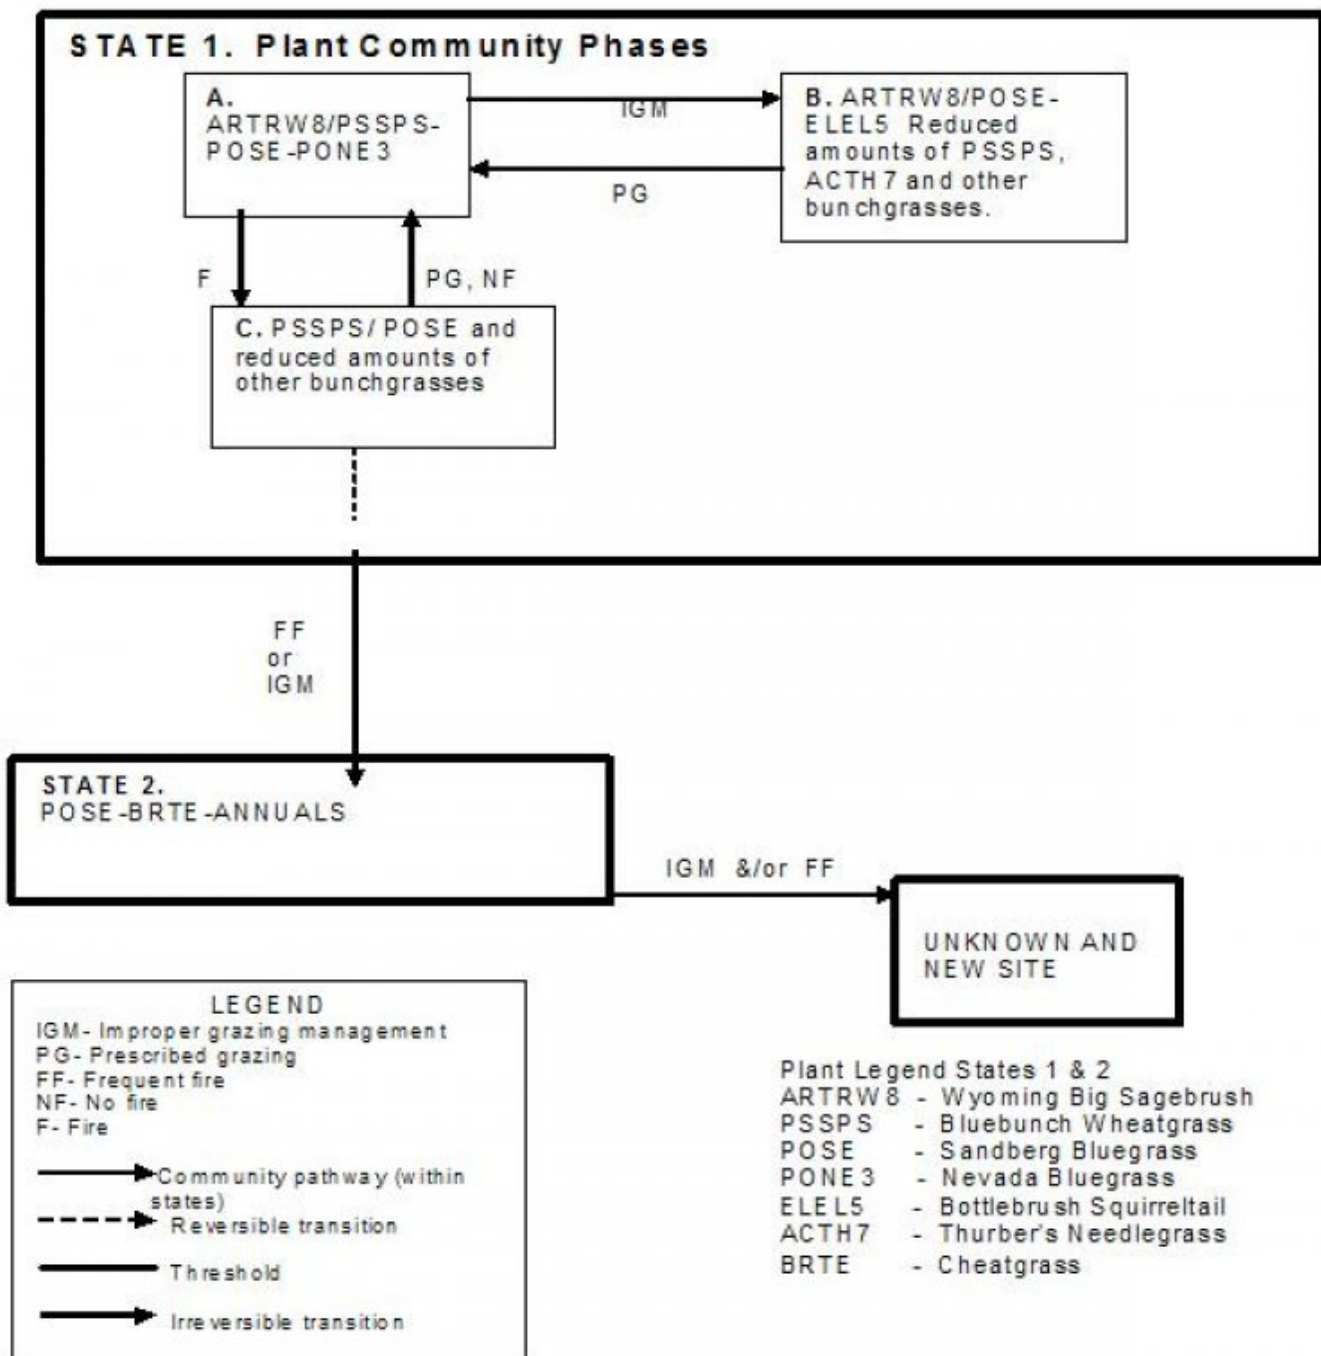 STATE 1. Plant Community Phases
A.
ARTRW8/PSSPS-
POSE-PONE3
IGM
PG
B. ARTRW8/POSE-
ELEL5 Reduced
amounts of PSSPS,
ACTH7 and other
bunchgrasses.
F
PG, NF
C. PSSPS/POSE and
reduced amounts of
other bunchgrasses
FF
or
IGM
STATE 2.
POSE-BRTE-ANNUALS
IGM &/or FF
UNKNOWN AND
NEW SITE
LEGEND
IGM- Improper grazing management
PG- Prescribed grazing
FF- Frequent fire
NF- No fire
F- Fire
Community pathway (within
states)
Reversible transition
Threshold
Irreversible transition
Plant Legend States 1 & 2
ARTRW8 - Wyoming Big Sagebrush
PSSPS - Bluebunch Wheatgrass
POSE - Sandberg Bluegrass
PONE3 - Nevada Bluegrass
ELEL5 - Bottlebrush Squirreltail
ACTH7 - Thurber's Needlegrass
BRTE - Cheatgrass